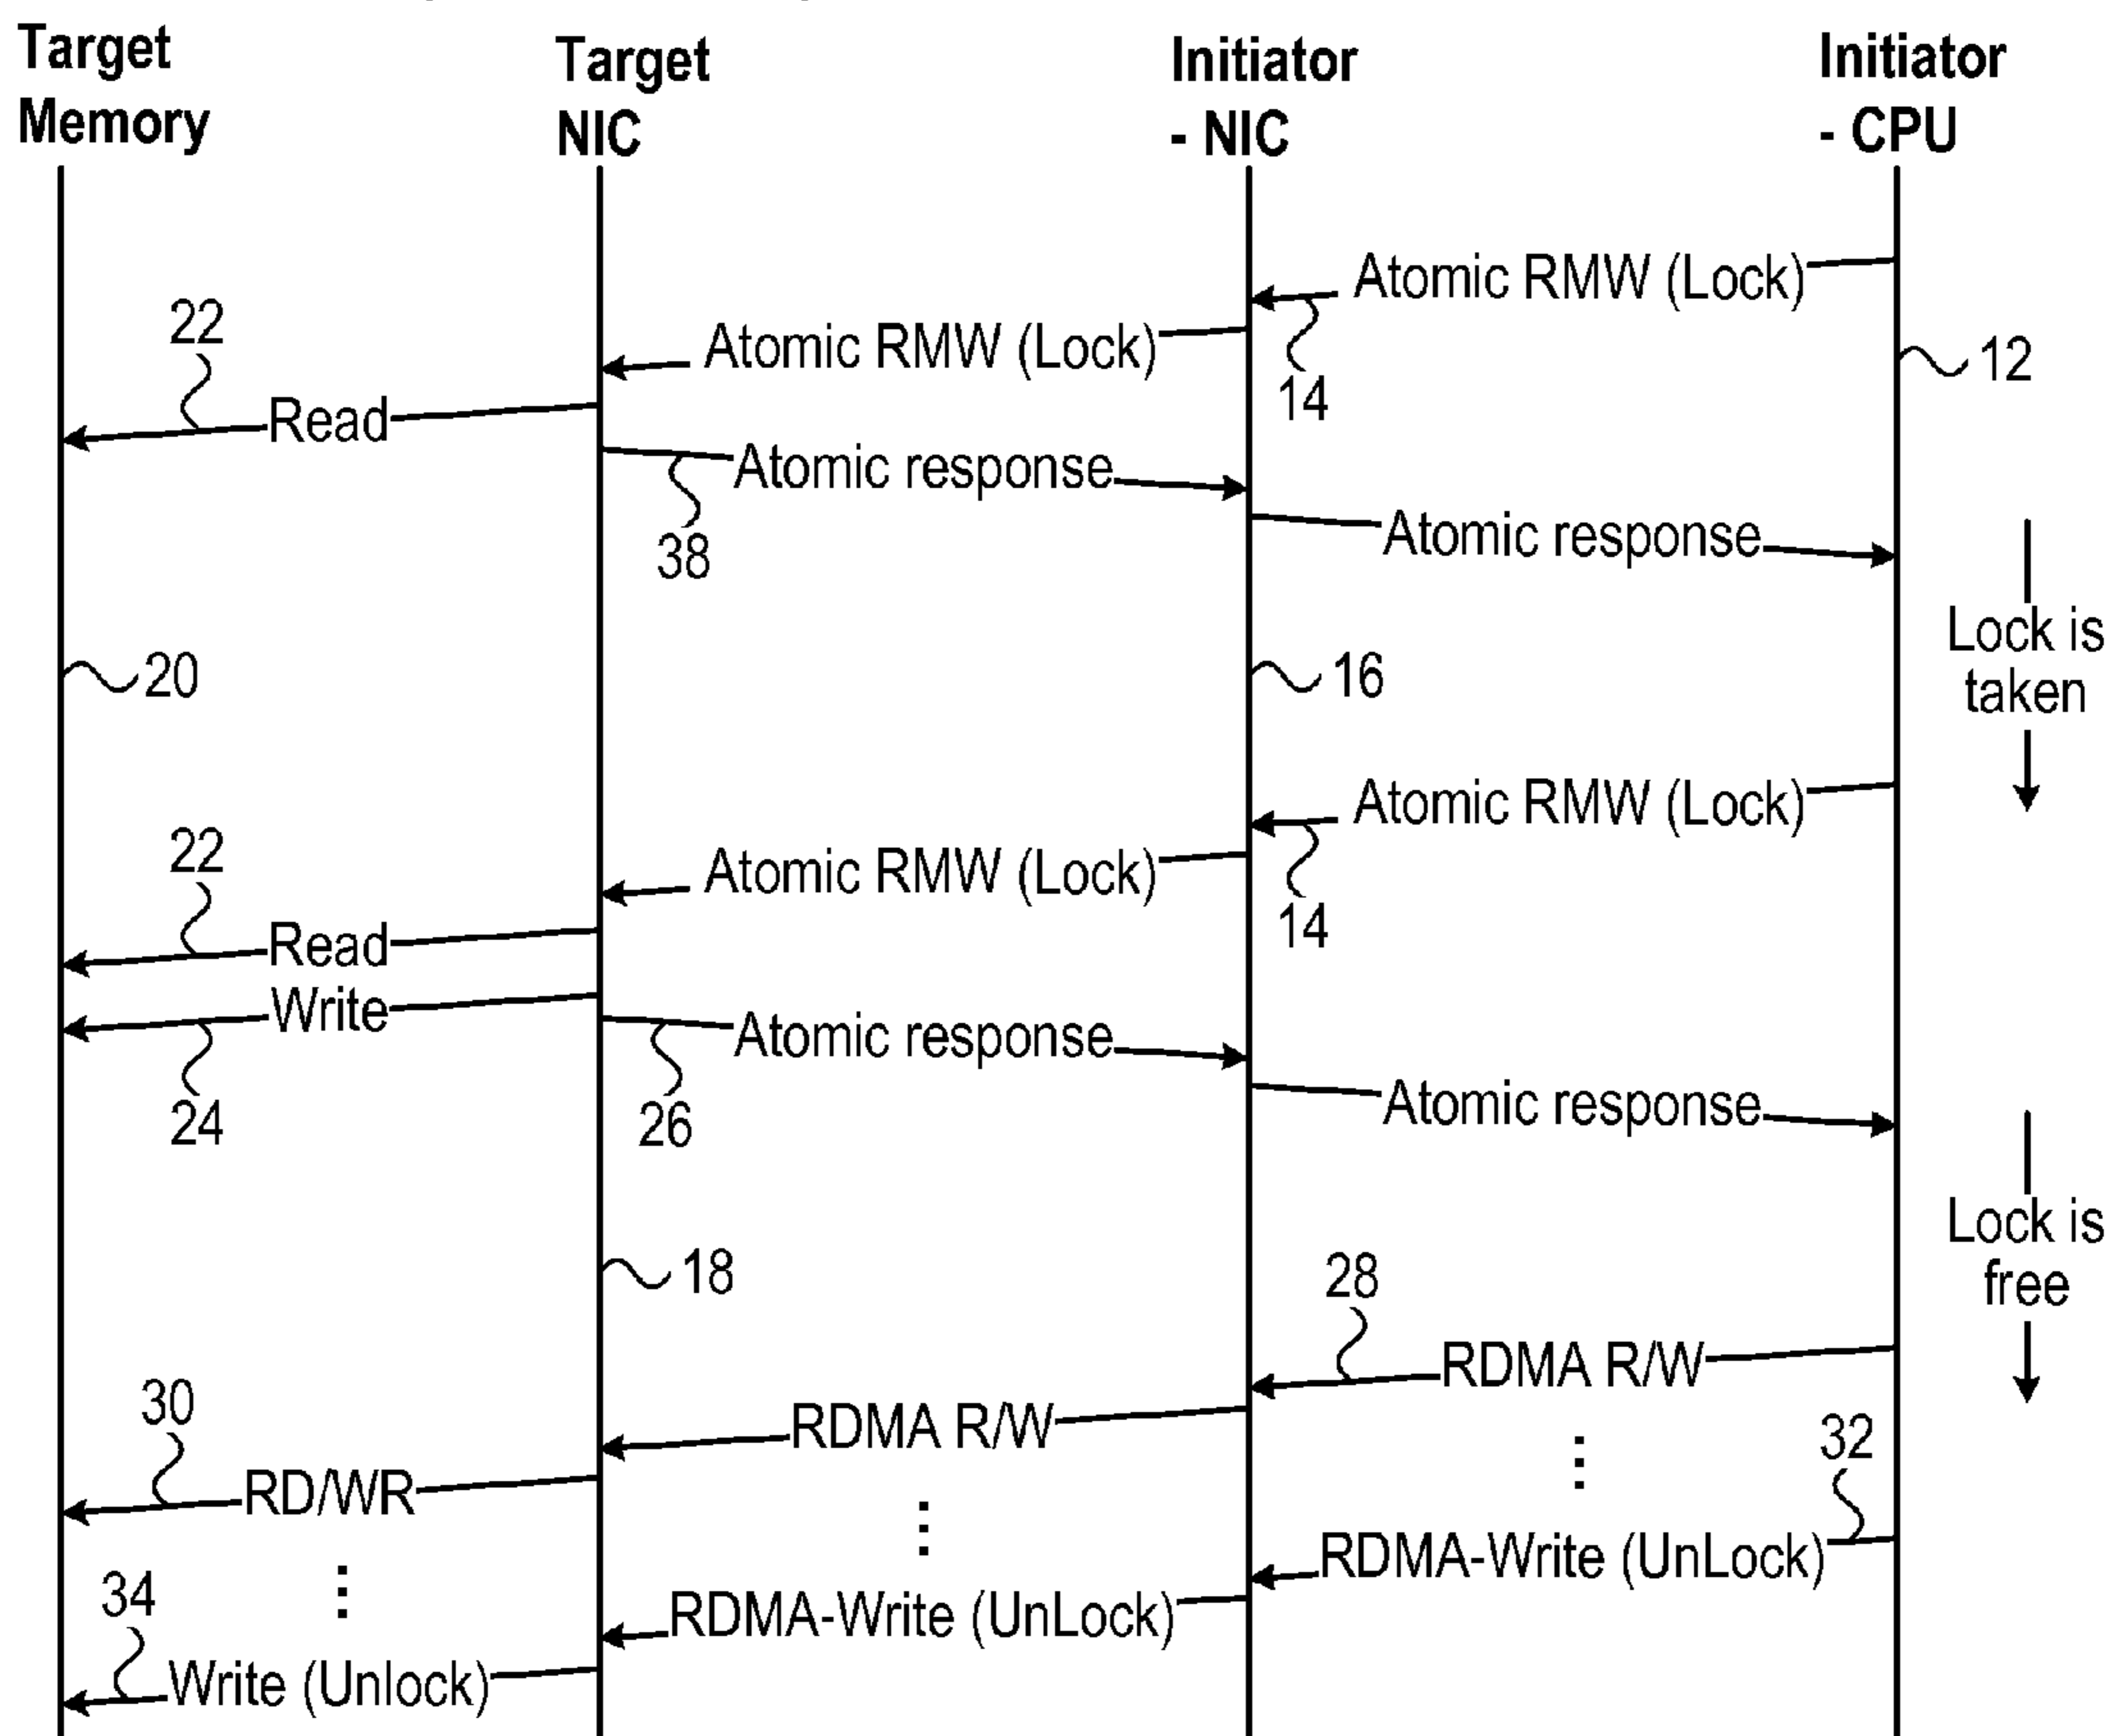 Target
Memory
Target
NIC
Initiator
- NIC
Initiator
- CPU
Atomic RMW (Lock)
14
12
Atomic RMW (Lock)
22
Read
Atomic response
38
Atomic response
Lock is
taken
20
16
Atomic RMW (Lock)
14
Atomic RMW (Lock)
22
Read
Write
24
Atomic response
26
Atomic response
Lock is
free
18
28
RDMA R/W
RDMA R/W
30
RD/WR
32
RDMA-Write (UnLock)
RDMA-Write (UnLock)
34
Write (Unlock)